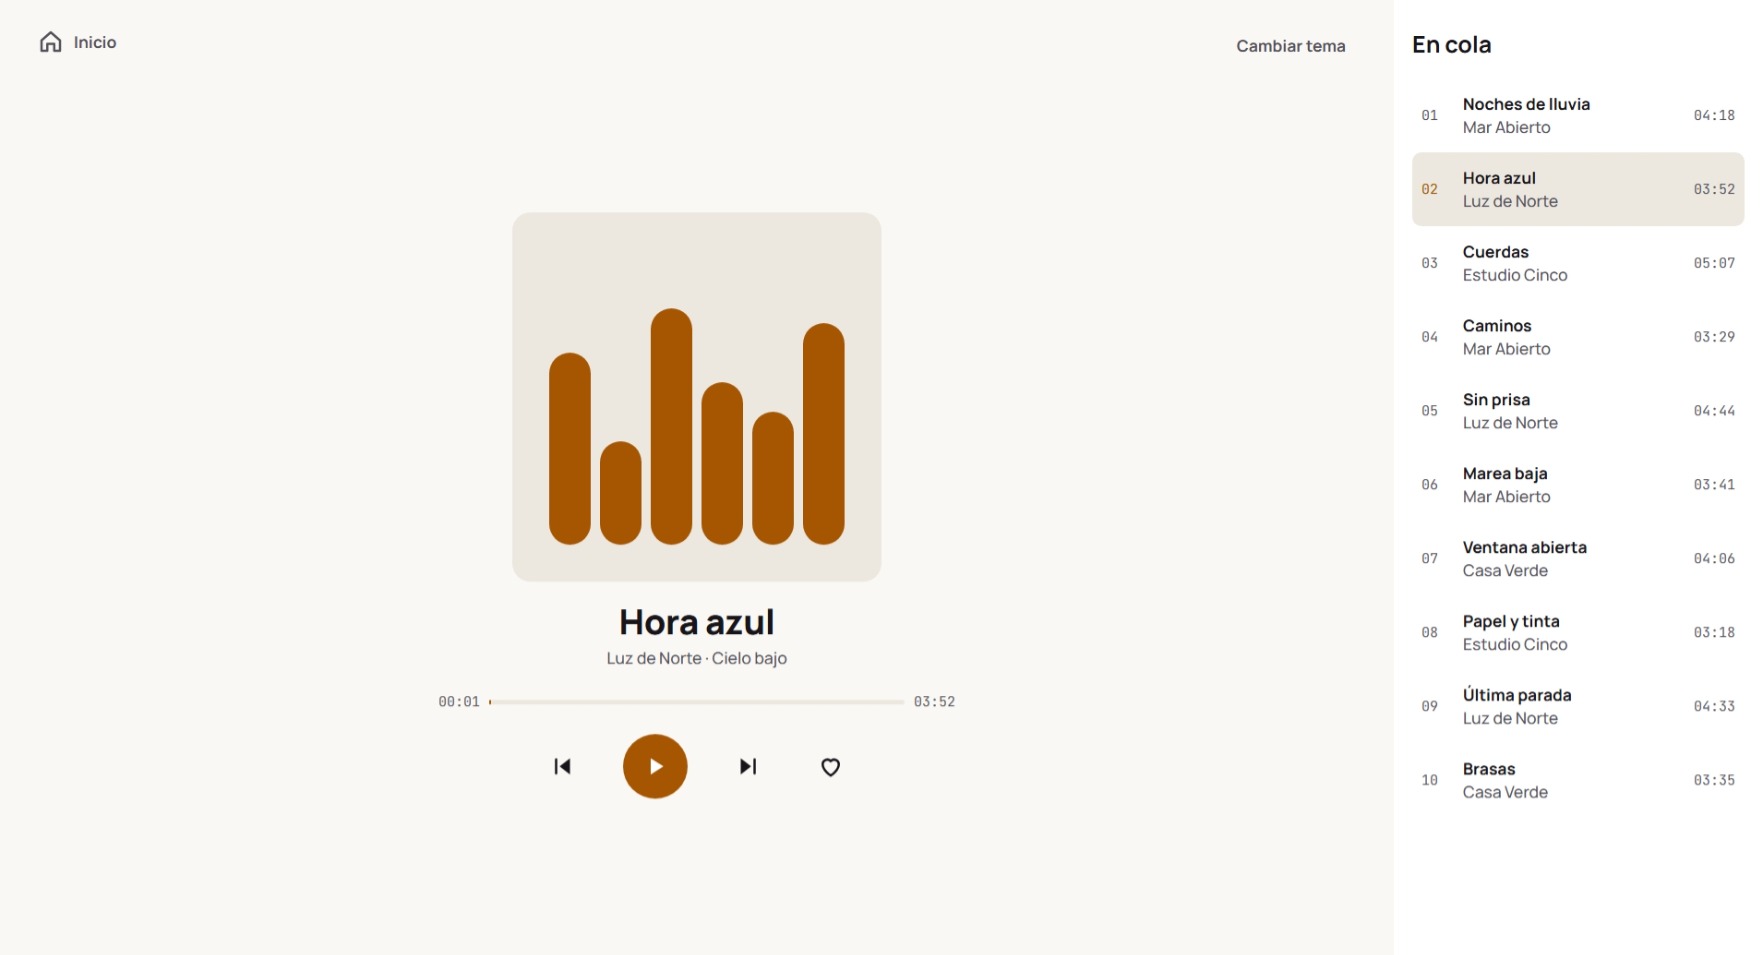 Inicio
Cambiar tema
Hora azul
Luz de Norte · Cielo bajo
00:01
03:52
En cola
01 Noches de lluvia 04:18
Mar Abierto
02 Hora azul 03:52
Luz de Norte
03 Cuerdas 05:07
Estudio Cinco
04 Caminos 03:29
Mar Abierto
05 Sin prisa 04:44
Luz de Norte
06 Marea baja 03:41
Mar Abierto
07 Ventana abierta 04:06
Casa Verde
08 Papel y tinta 03:18
Estudio Cinco
09 Última parada 04:33
Luz de Norte
10 Brasas 03:35
Casa Verde